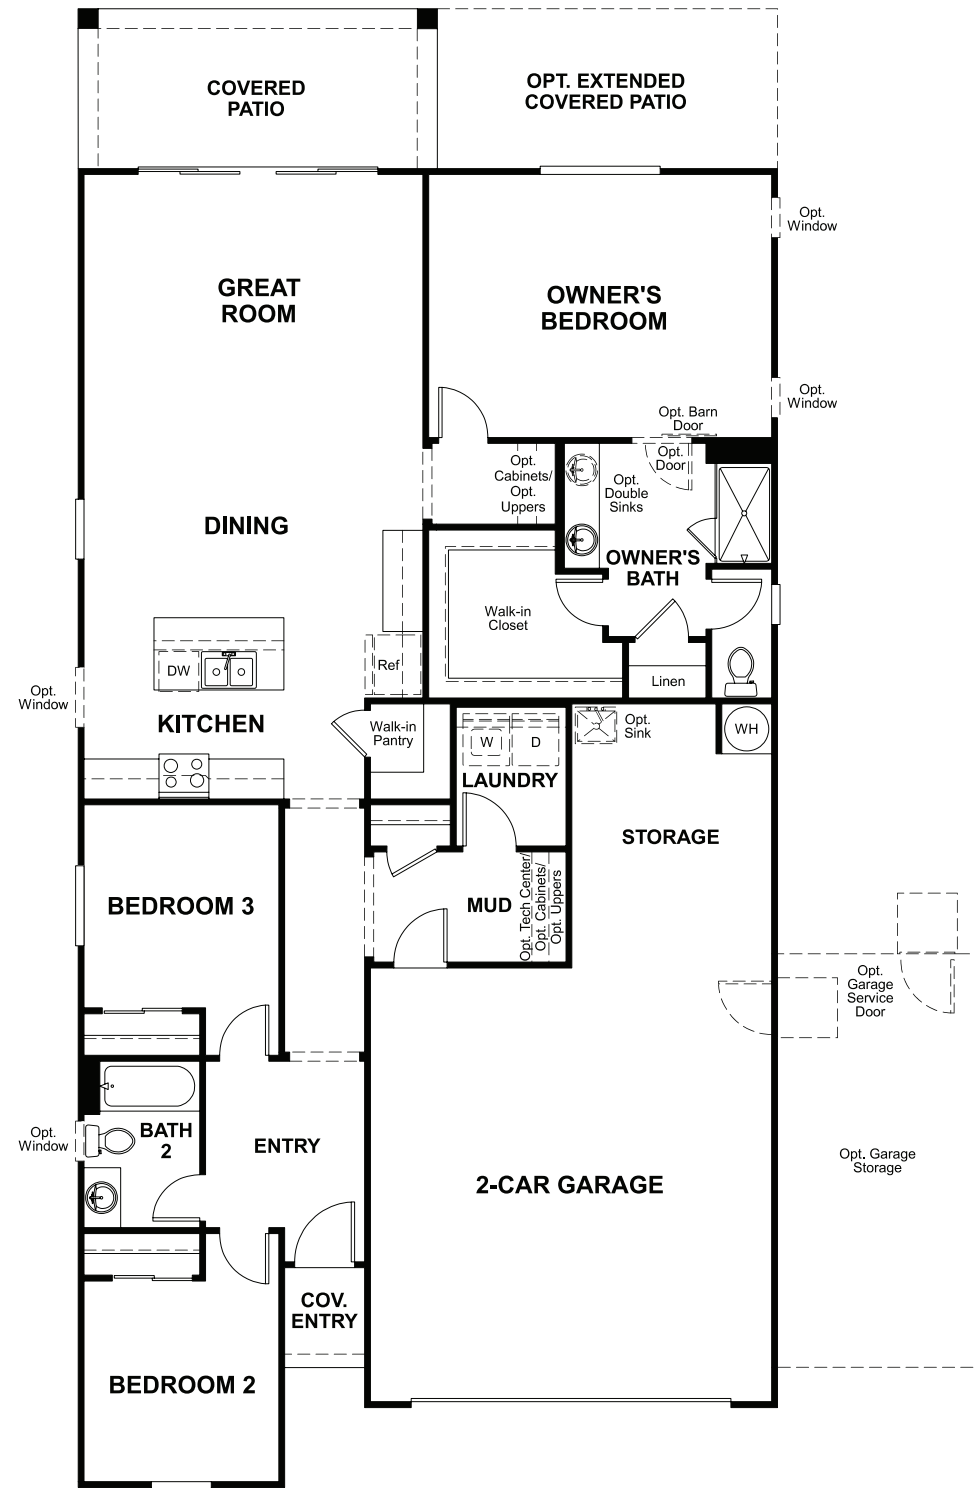 COVERED
PATIO
OPT. EXTENDED
COVERED PATIO
Opt.
Window
GREAT
ROOM
OWNER'S
BEDROOM
Opt.
Window
Opt. Barn
Door
Opt.
Door
Opt.
Cabinets/
Opt.
Uppers
Opt.
Double
Sinks
DINING
OWNER'S
BATH
Walk-in
Closet
DW
Ref
Linen
Opt.
Window
KITCHEN
Walk-in
Pantry
W
D
LAUNDRY
Opt.
Sink
WH
STORAGE
BEDROOM 3
MUD
Opt. Tech Center/
Opt. Cabinets/
Opt. Uppers
Opt.
Garage
Service
Door
Opt.
Window
BATH
2
ENTRY
2-CAR GARAGE
Opt. Garage
Storage
COV.
ENTRY
BEDROOM 2